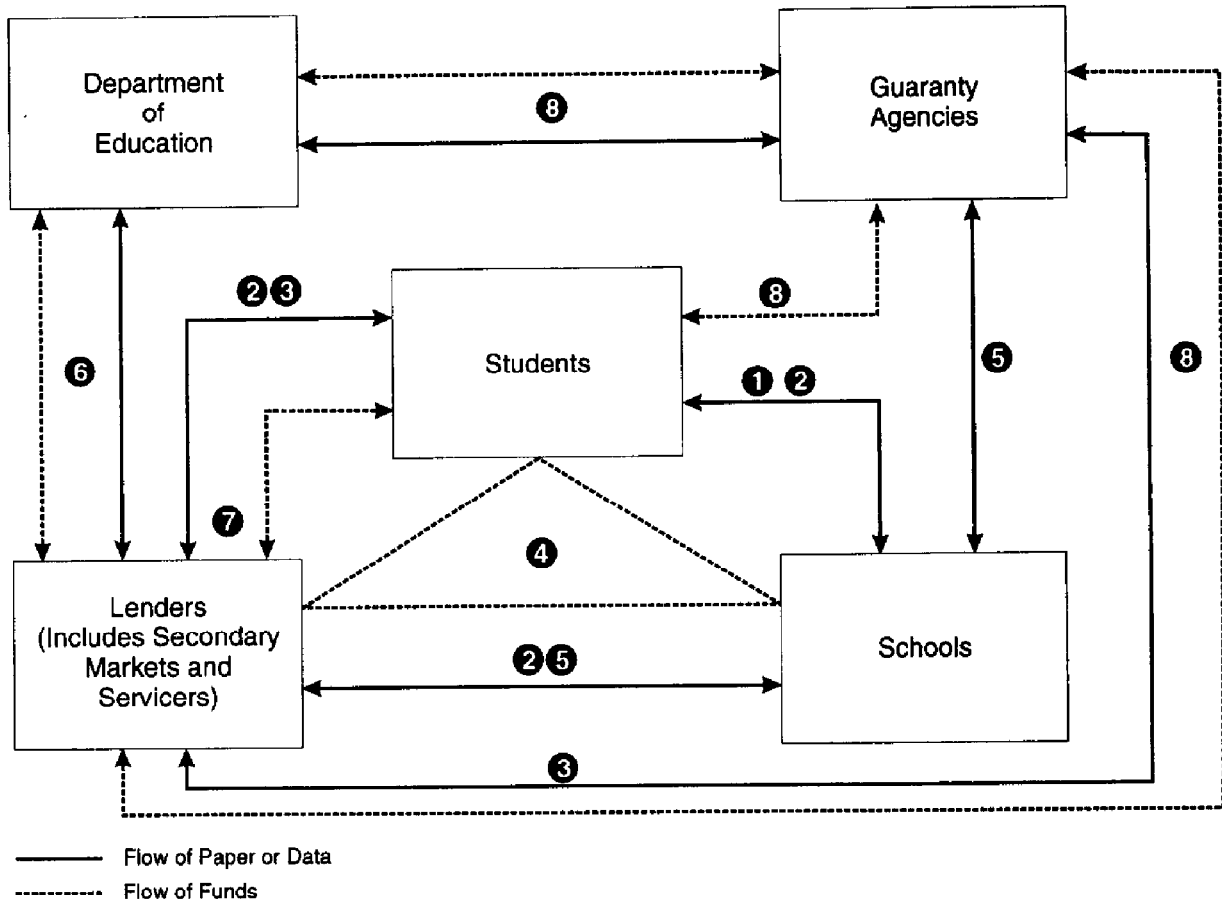 Department
of
Education
Guaranty
Agencies
8
2 3
8
Students
6
1 2
5
8
7
4
Lenders
(Includes Secondary
Markets and
Servicers)
Schools
2 5
3
Flow of Paper or Data
Flow of Funds